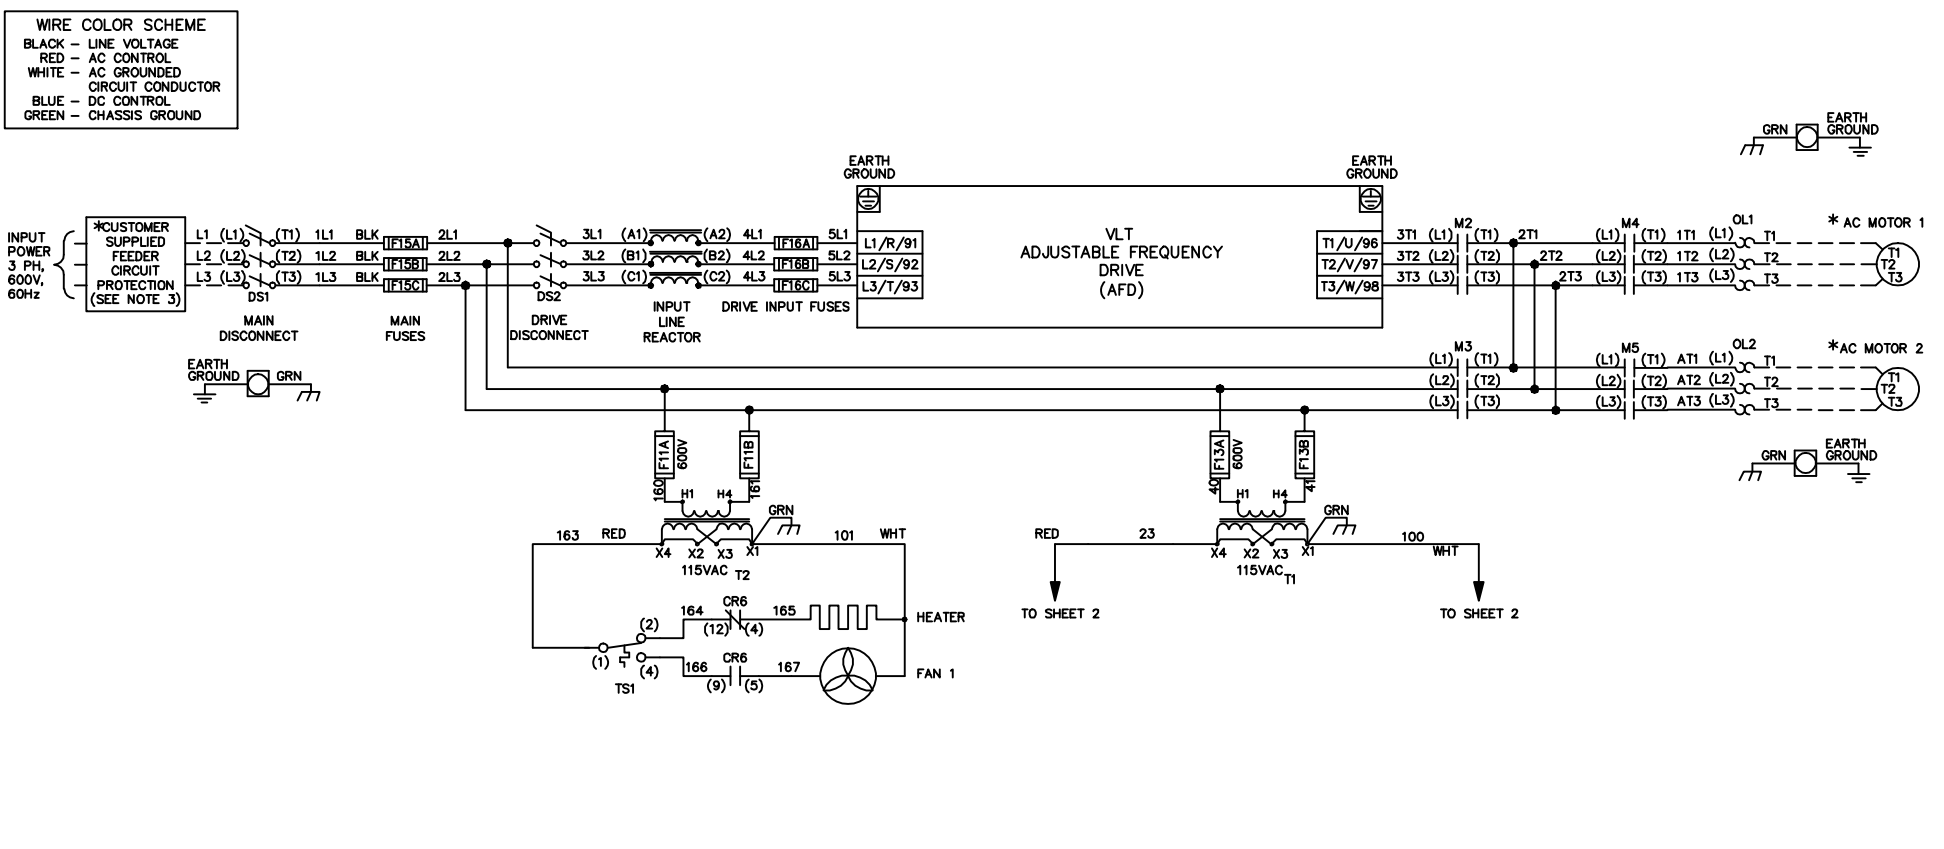 WIRE COLOR SCHEME
BLACK – LINE VOLTAGE
RED – AC CONTROL
WHITE – AC GROUNDED
CIRCUIT CONDUCTOR
BLUE – DC CONTROL
GREEN – CHASSIS GROUND
GRN
EARTH
GROUND
EARTH
GROUND
EARTH
GROUND
INPUT
POWER
3 PH,
600V,
60Hz
*CUSTOMER
SUPPLIED
FEEDER
CIRCUIT
PROTECTION
(SEE NOTE 3)
L1 (L1) (T1) 1L1 BLK F15A 2L1 3L1 (A1) (A2) 4L1 F16A 5L1 L1/R/91
L2 (L2) (T2) 1L2 BLK F15B 2L2 3L2 (B1) (B2) 4L2 F16B 5L2 L2/S/92
L3 (L3) (T3) 1L3 BLK F15C 2L3 3L3 (C1) (C2) 4L3 F16C 5L3 L3/T/93
DS1
MAIN
DISCONNECT
MAIN
FUSES
DS2
DRIVE
DISCONNECT
INPUT
LINE
REACTOR
DRIVE INPUT FUSES
VLT
ADJUSTABLE FREQUENCY
DRIVE
(AFD)
M2 M4 OL1 * AC MOTOR 1
T1/U/96 3T1 (L1) (T1) 2T1 (L1) (T1) 1T1 (L1) T1 T1
T2/V/97 3T2 (L2) (T2) 2T2 (L2) (T2) 1T2 (L2) T2 T2
T3/W/98 3T3 (L3) (T3) 2T3 (L3) (T3) 1T3 (L3) T3 T3
M3 M5 OL2 *AC MOTOR 2
(L1) (T1) (L1) (T1) AT1 (L1) T1 T1
(L2) (T2) (L2) (T2) AT2 (L2) T2 T2
(L3) (T3) (L3) (T3) AT3 (L3) T3 T3
EARTH
GROUND
GRN
GRN
EARTH
GROUND
F11A
600V
F11B
160
161
H1 H4
GRN
163 RED
101 WHT
X4 X2 X3 X1
115VAC T2
164 CR6 165
(12) (4)
HEATER
(2)
(1)
(4)
TS1
166 CR6 167
(9) (5)
FAN 1
F13A
600V
F13B
40
41
H1 H4
GRN
RED 23
100 WHT
X4 X2 X3 X1
115VAC T1
TO SHEET 2
TO SHEET 2